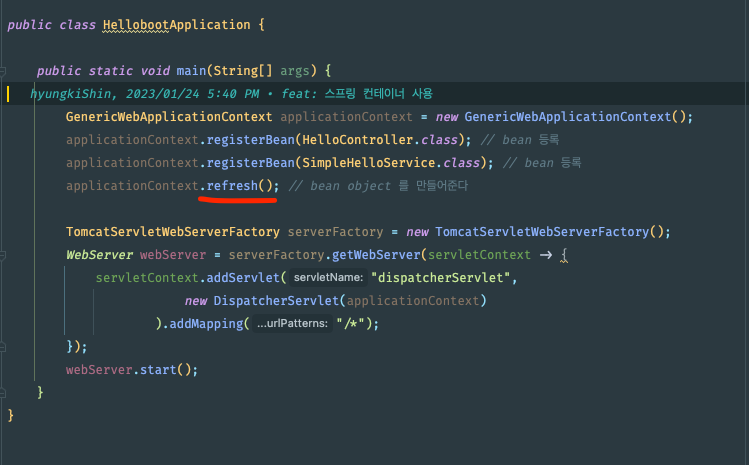 public class HellobootApplication {
public static void main(String[] args) {
hyungkiShin, 2023/01/24 5:40 PM • feat: 스프링 컨테이너 사용
GenericWebApplicationContext applicationContext = new GenericWebApplicationContext();
applicationContext.registerBean(HelloController.class); // bean 등록
applicationContext.registerBean(SimpleHelloService.class); // bean 등록
applicationContext.refresh(); // bean object 를 만들어준다
TomcatServletWebServerFactory serverFactory = new TomcatServletWebServerFactory();
WebServer webServer = serverFactory.getWebServer(servletContext → {
servletContext.addServlet( servletName: "dispatcherServlet",
new DispatcherServlet(applicationContext)
).addMapping( ...urlPatterns: "/*");
});
webServer.start();
}
}